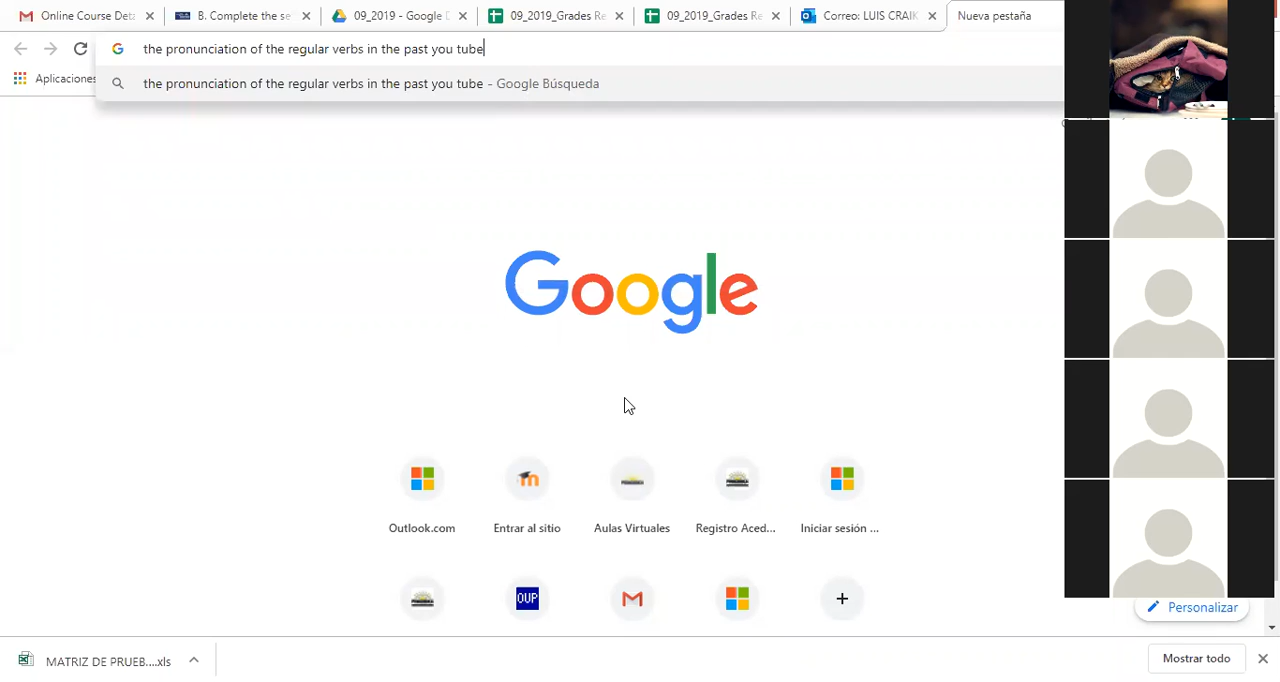 Online Course Deta
B. Complete the se
09_2019 - Google D
09_2019_Grades Re
09_2019_Grades Re
Correo: LUIS CRAIK
Nueva pestaña
the pronunciation of the regular verbs in the past you tube
Aplicaciones
the pronunciation of the regular verbs in the past you tube - Google Búsqueda
Google
Outlook.com
Entrar al sitio
Aulas Virtuales
Registro Aced...
Iniciar sesión ...
OUP
Personalizar
MATRIZ DE PRUEB....xls
Mostrar todo